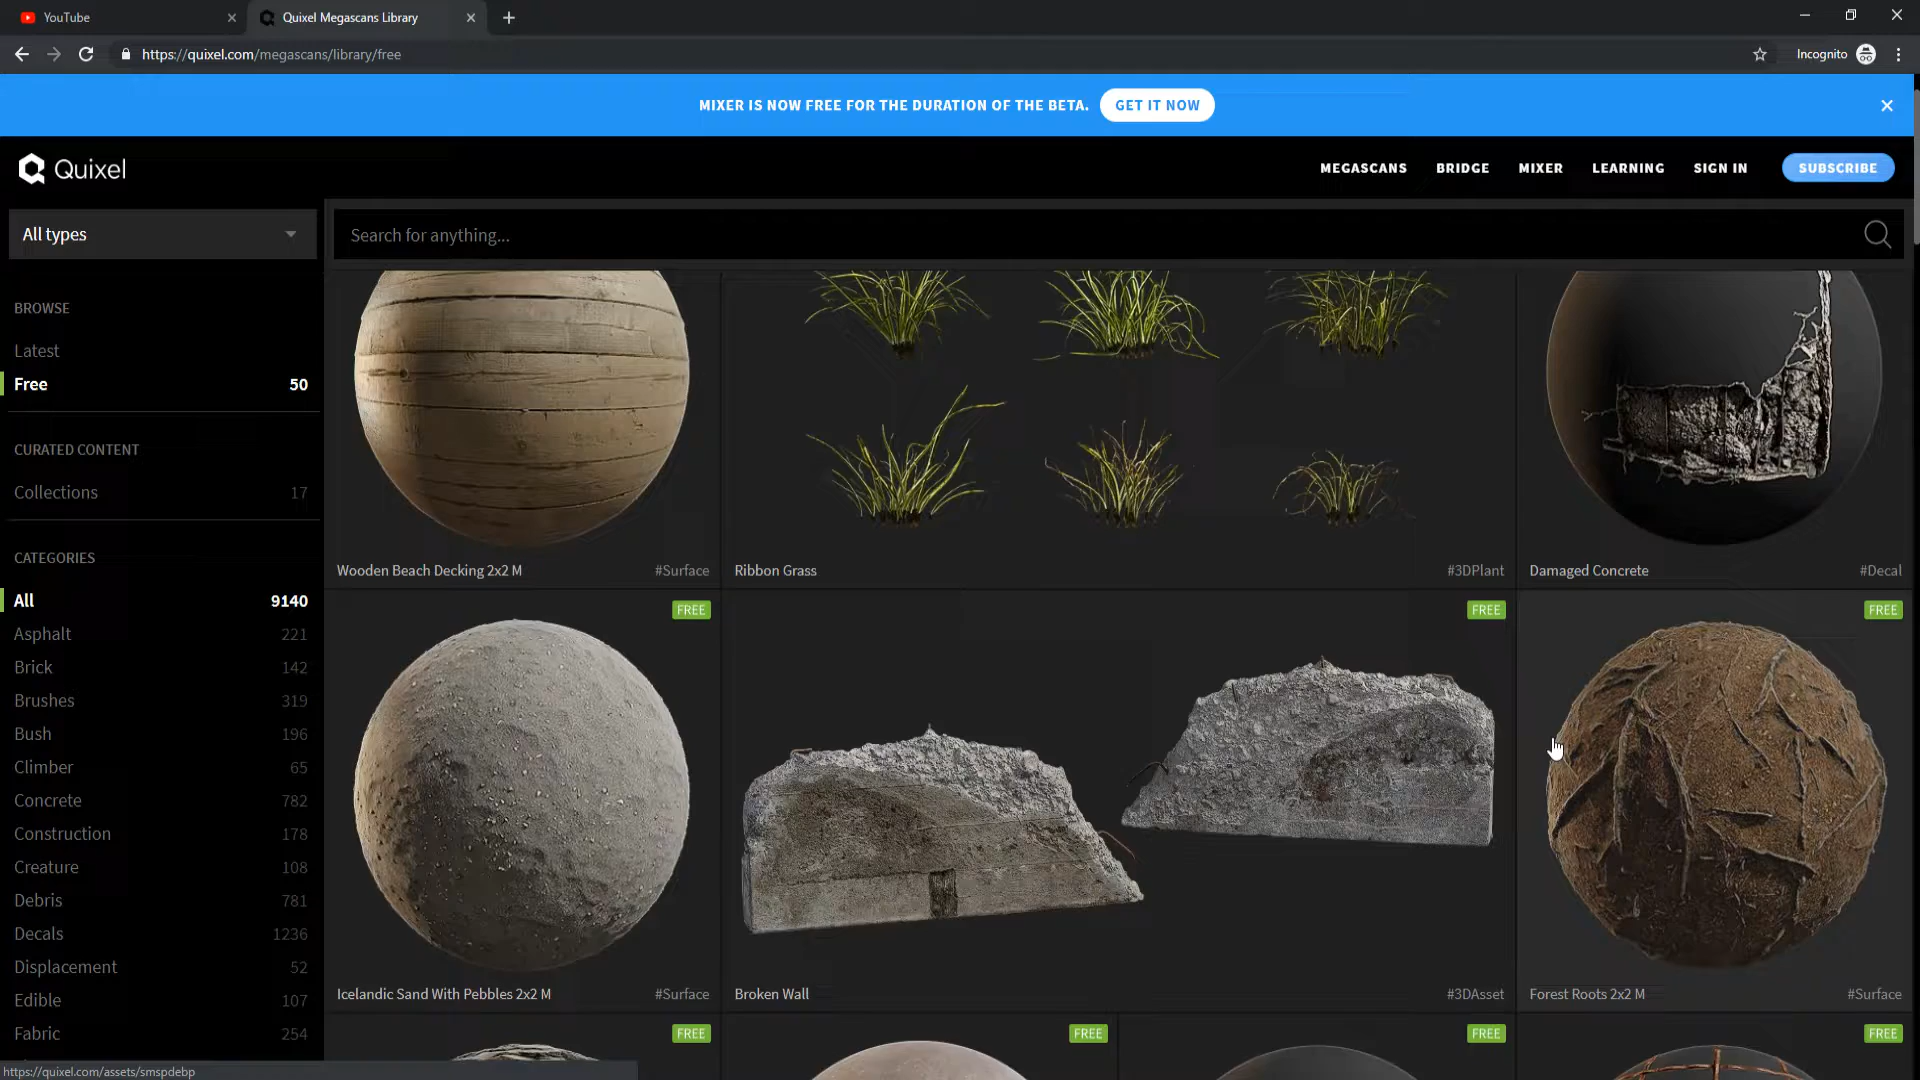 YouTube
Quixel Megascans Library
https://quixel.com/megascans/library/free
Incognito
MIXER IS NOW FREE FOR THE DURATION OF THE BETA.
GET IT NOW
Quixel
MEGASCANS
BRIDGE
MIXER
LEARNING
SIGN IN
SUBSCRIBE
All types
Search for anything...
BROWSE
Latest
Free 50
CURATED CONTENT
Collections 17
CATEGORIES
All 9140
Asphalt 221
Brick 142
Brushes 319
Bush 196
Climber 65
Concrete 782
Construction 178
Creature 108
Debris 781
Decals 1236
Displacement 52
Edible 107
Fabric 254
Wooden Beach Decking 2x2 M #Surface
Ribbon Grass #3DPlant
Damaged Concrete #Decal
FREE
FREE
FREE
Icelandic Sand With Pebbles 2x2 M #Surface
Broken Wall #3DAsset
Forest Roots 2x2 M #Surface
FREE
FREE
FREE
FREE
https://quixel.com/assets/smspdebp